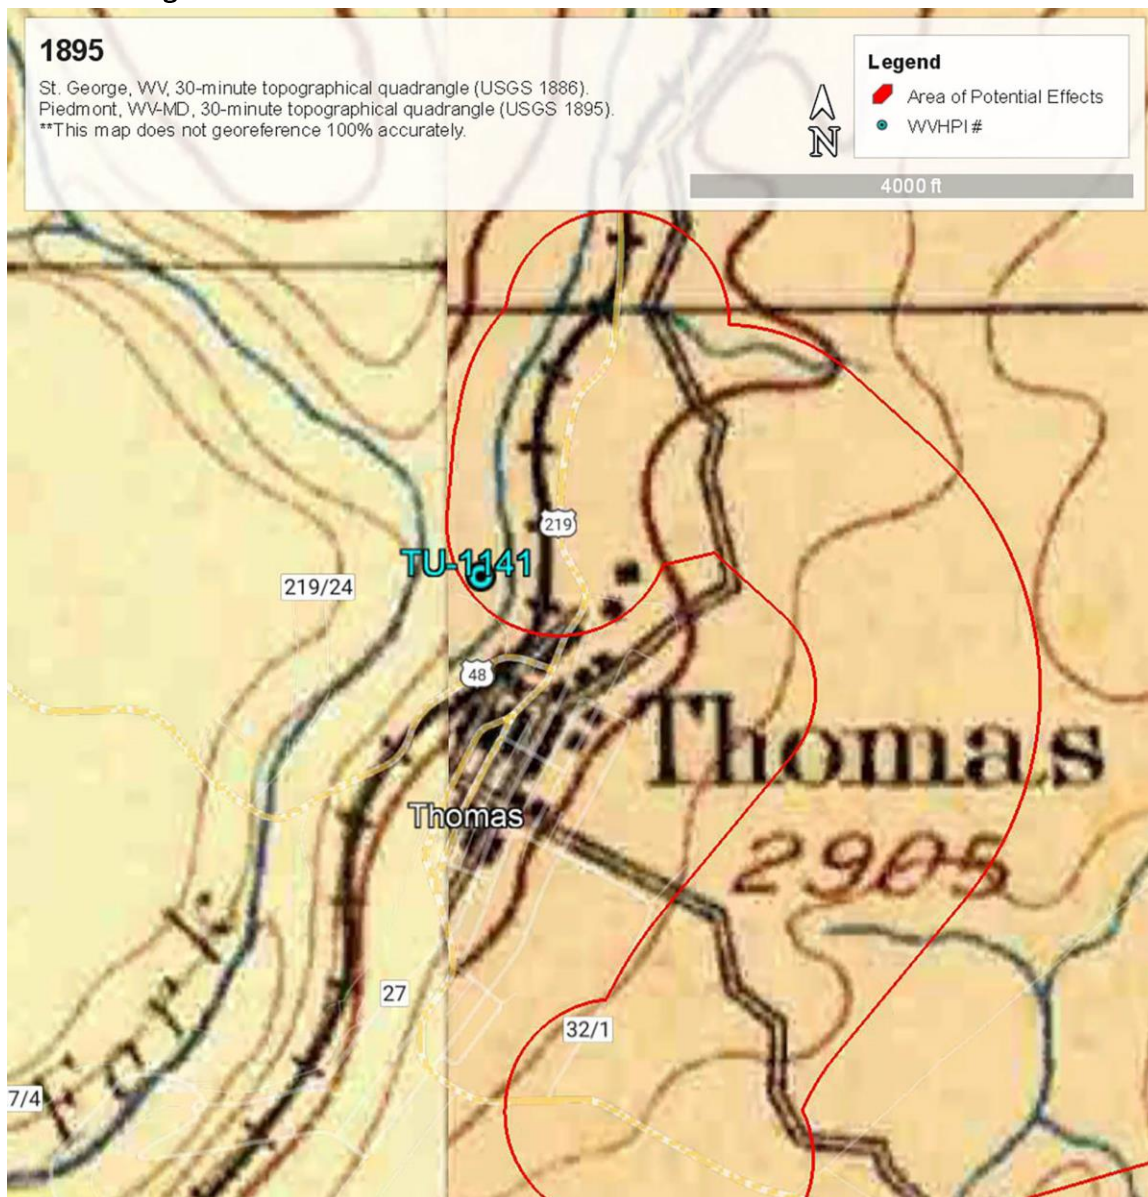 1895
St. George, WV, 30-minute topographical quadrangle (USGS 1886).
Piedmont, WV-MD, 30-minute topographical quadrangle (USGS 1895).
**This map does not georeference 100% accurately.
Legend
Area of Potential Effects
WVHPI #
N
4000 ft
219
TU-1141
219/24
48
Thomas
Thomas
2905
Fork
27
32/1
7/4